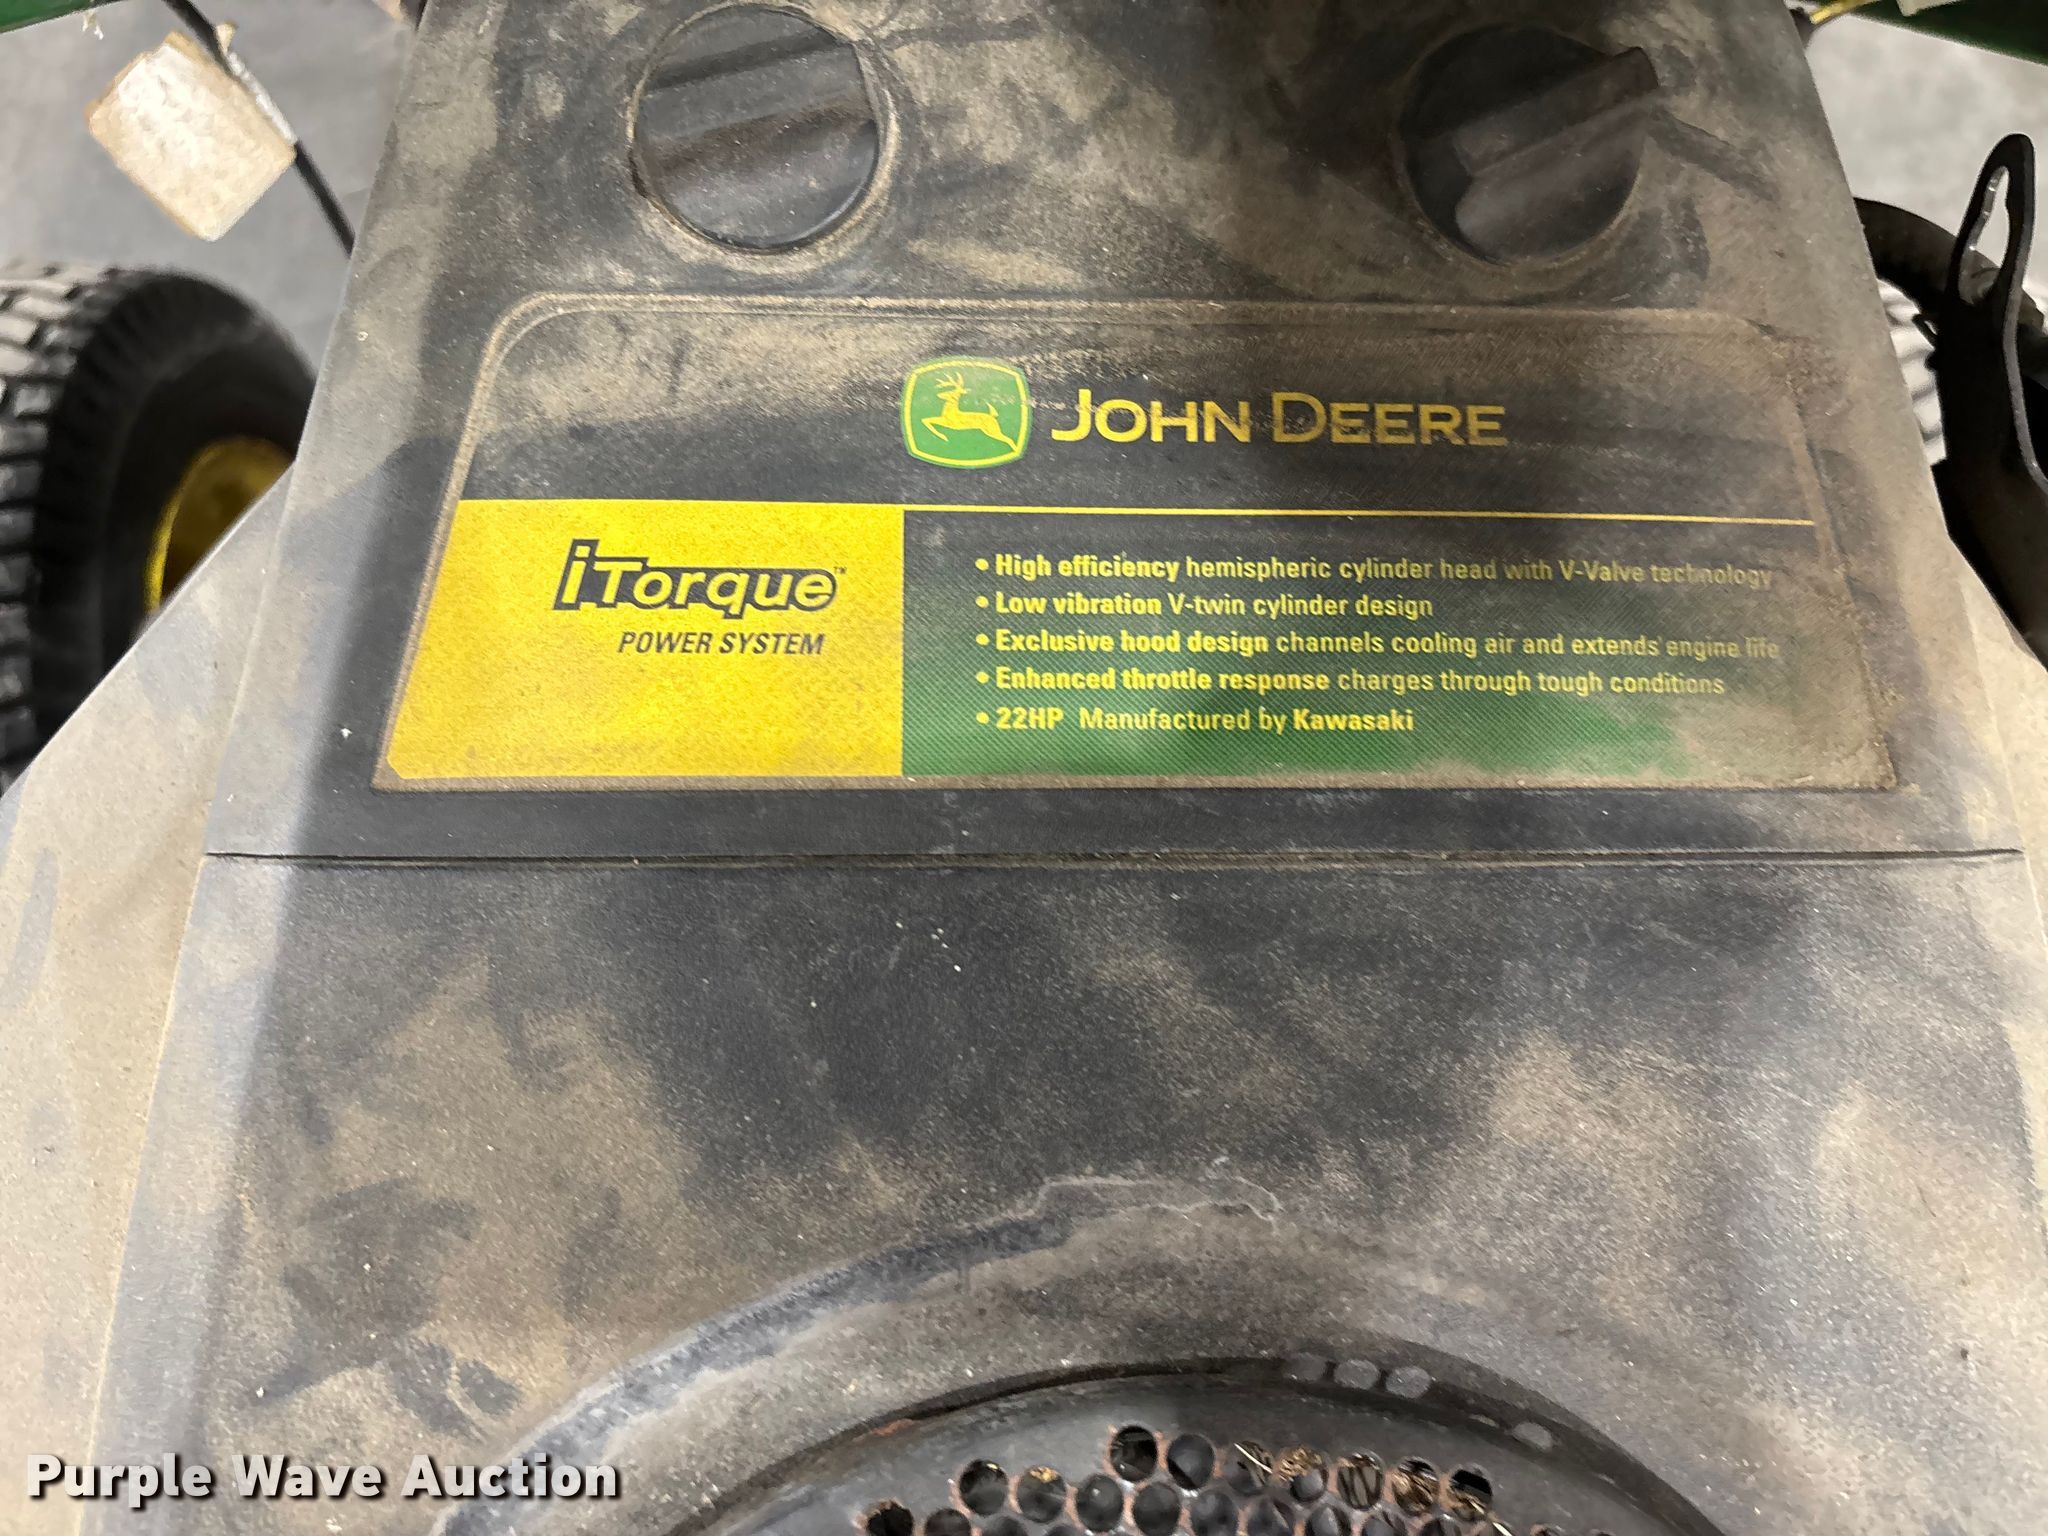 JOHN DEERE
iTorque™
POWER SYSTEM
• High efficiency hemispheric cylinder head with V-Valve technology
• Low vibration V-twin cylinder design
• Exclusive hood design channels cooling air and extends engine life
• Enhanced throttle response charges through tough conditions
• 22HP Manufactured by Kawasaki
Purple Wave Auction